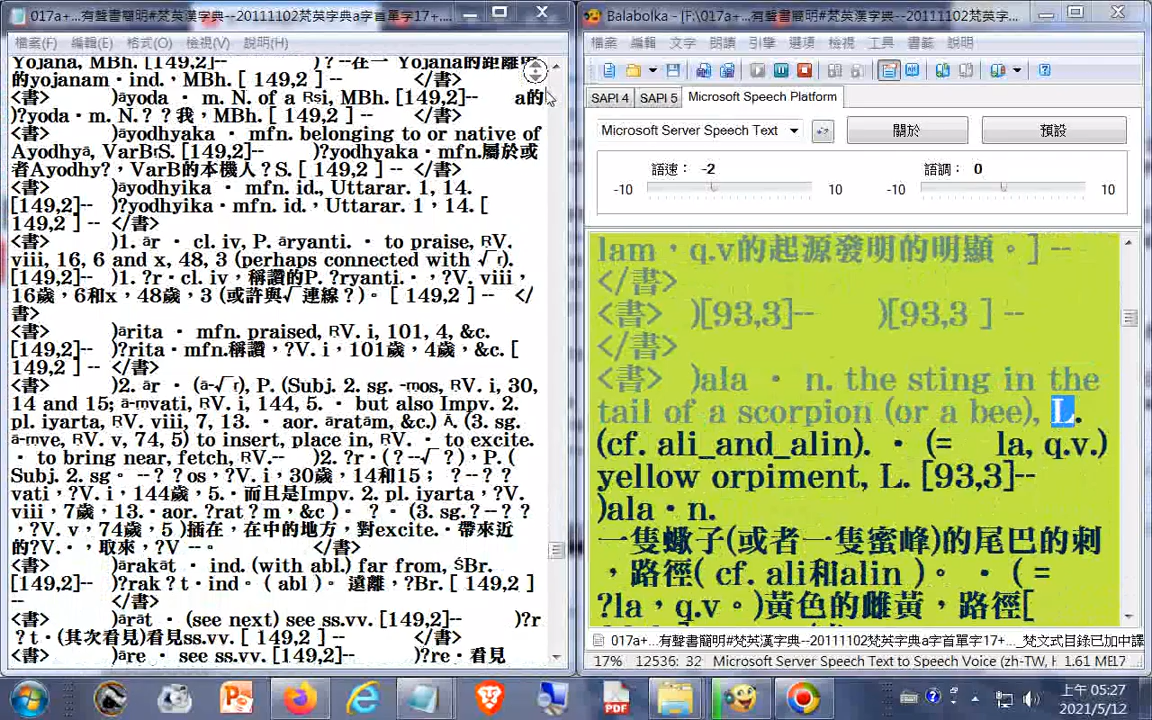 017a+...有聲書簡明#梵英漢字典--20111102梵英字典a字首單字17+...
檔案(F) 編輯(E) 格式(O) 檢視(V) 說明(H)
Yojana, MBh. [149,2]-- )?--在一 Yojana的距離
的yojanam・ind.，MBh. [ 149,2 ] -- </書>
<書> )āyoda ・ m. N. of a Rṣi, MBh. [149,2]-- a的
)?yoda・m. N.？?我，MBh. [ 149,2 ] -- </書>
<書> )āyodhyaka ・ mfn. belonging to or native of
Ayodhyā, VarBṛS. [149,2]-- )?yodhyaka・mfn.屬於或
者Ayodhy?，VarB的本機人？S. [ 149,2 ] -- </書>
<書> )āyodhyika ・ mfn. id., Uttarar. 1, 14.
[149,2]-- )?yodhyika・mfn. id.，Uttarar. 1，14. [
149,2 ] -- </書>
<書> )1. ār ・ cl. iv, P. āryanti. ・ to praise, RV.
viii, 16, 6 and x, 48, 3 (perhaps connected with √ṛ).
[149,2]-- )1. ?r・cl. iv，稱讚的P. ?ryanti.・，?V. viii，
16歲，6和x，48歲，3 (或許與√ 連線？)。 [ 149,2 ] -- </
書>
<書> )ārita ・ mfn. praised, RV. i, 101, 4, &c.
[149,2]-- )?rita・mfn.稱讚，?V. i，101歲，4歲，&c. [
149,2 ] -- </書>
<書> )2. ār ・ (ā-√ṛ), P. (Subj. 2. sg. -mos, RV. i, 30,
14 and 15; ā-mvati, RV. i, 144, 5. ・ but also Impv. 2.
pl. iyarta, RV. viii, 7, 13. ・ aor. āratām, &c.) Ā. (3. sg.
ā-mve, RV. v, 74, 5) to insert, place in, RV. ・ to excite.
・ to bring near, fetch, RV.-- )2. ?r・(？--√？)，P. (
Subj. 2. sg。--？?os，?V. i，30歲，14和15； ？--？？
vati，?V. i，144歲，5.・而且是Impv. 2. pl. iyarta，?V.
viii，7歲，13.・aor. ?rat？m，&c )。？・ (3. sg.？--？？
，?V. v，74歲，5 )插在，在中的地方，對excite.・帶來近
的?V.・，取來，?V --。 </書>
<書> )ārakāt ・ ind. (with abl.) far from, ŚBr.
[149,2]-- )?rak？t・ind。( abl )。 遠離，?Br. [ 149,2 ]
-- </書>
<書> )ārāt ・ (see next) see ss.vv. [149,2]-- )?r
？t・(其次看見)看見ss.vv. [ 149,2 ] -- </書>
<書> )āre ・ see ss.vv. [149,2]-- )?re・看見
Balabolka - [F:\017a+...有聲書簡明#梵英漢字典--20111102梵英字...
檔案 編輯 文字 朗讀 引擎 選項 檢視 工具 書籤 說明
SAPI 4 SAPI 5 Microsoft Speech Platform
Microsoft Server Speech Text 關於 預設
語速： -2 語調： 0
-10 10 -10 10
lam，q.v的起源發明的明顯。] --
</書>
<書> )[93,3]-- )[93,3 ] --
</書>
<書> )ala ・ n. the sting in the
tail of a scorpion (or a bee), L.
(cf. ali_and_alin). ・ (= la, q.v.)
yellow orpiment, L. [93,3]--
)ala・n.
一隻蠍子(或者一隻蜜蜂)的尾巴的刺
，路徑( cf. ali和alin )。 ・ ( =
?la，q.v。)黃色的雌黃，路徑[
017a+...有聲書簡明#梵英漢字典--20111102梵英字典a字首單字17+..._梵文式目錄已加中譯
17% 12536: 32 Microsoft Server Speech Text to Speech Voice (zh-TW, H 1.61 MB
上午 05:27
2021/5/12